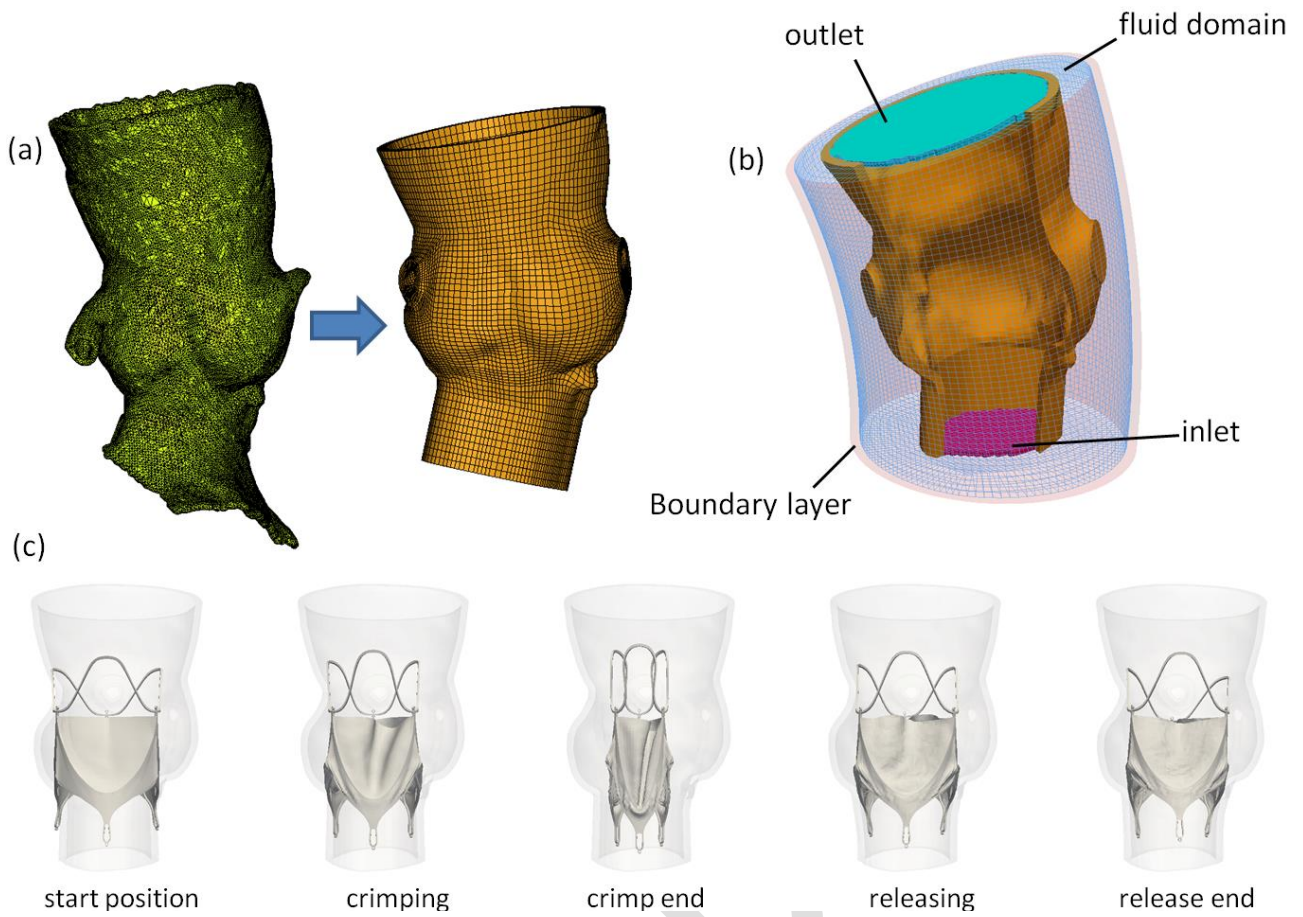 outlet
fluid domain
(a)
(b)
inlet
Boundary layer
(c)
start position
crimping
crimp end
releasing
release end